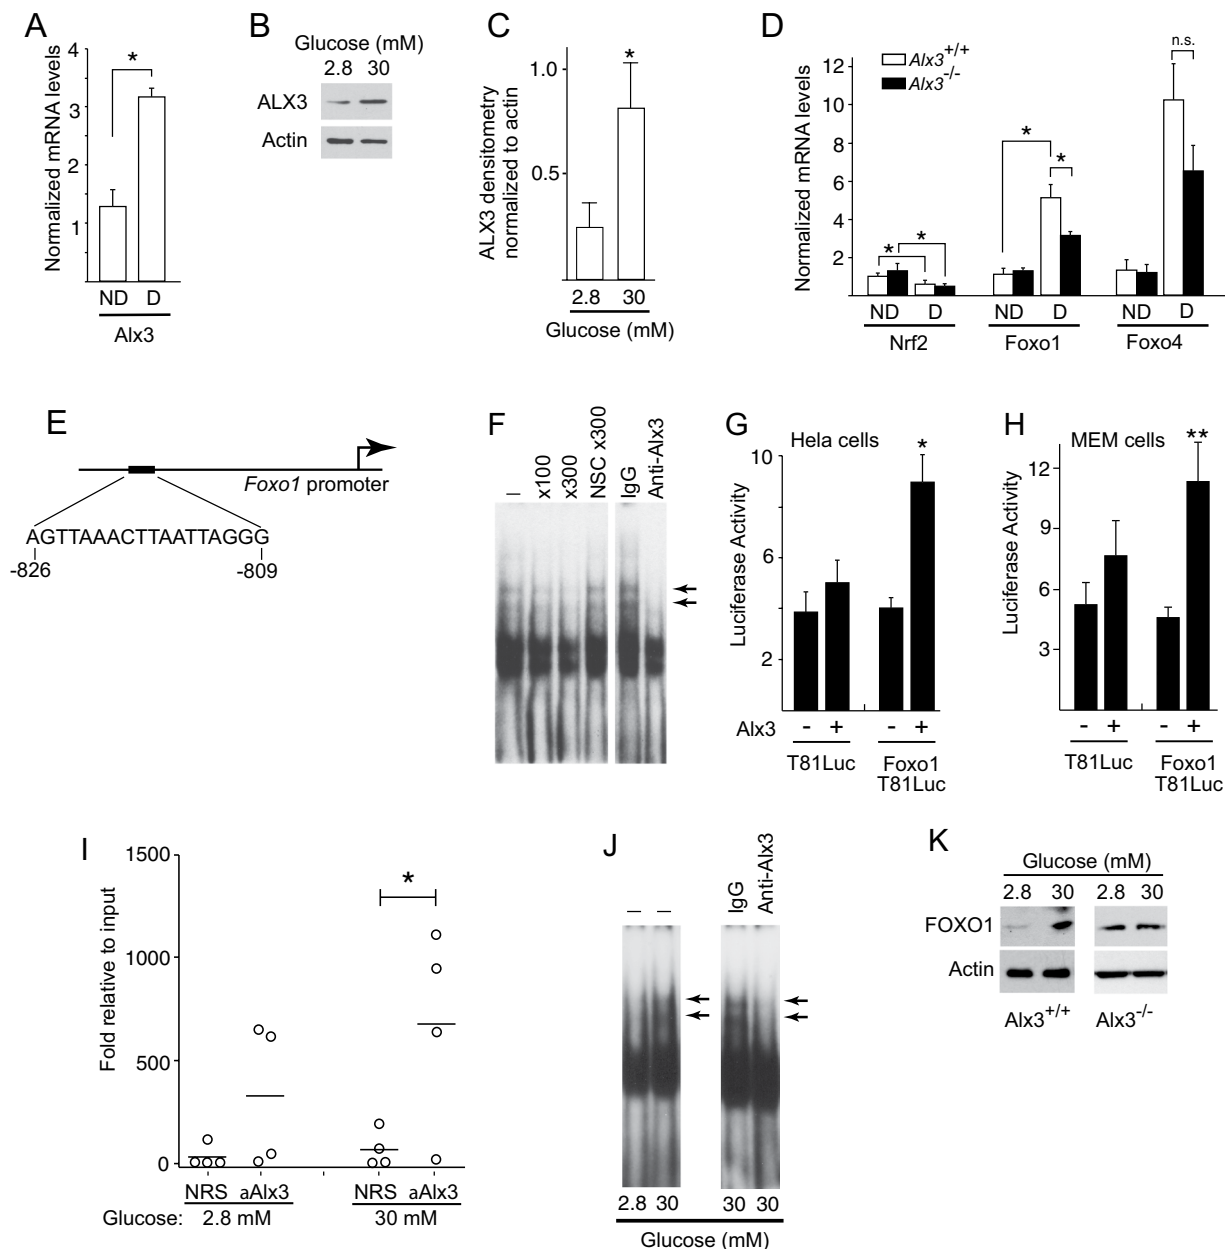 A
Normalized mRNA levels
4
3
2
1
*
ND D
Alx3
B
Glucose (mM)
2.8 30
ALX3
Actin
C
ALX3 densitometry
normalized to actin
1.0
0.5
*
2.8 30
Glucose (mM)
D
Normalized mRNA levels
12
10
8
6
4
2
Alx3+/+
Alx3-/-
* *
* *
n.s.
ND D ND D ND D
Nrf2 Foxo1 Foxo4
E
Foxo1 promoter
AGTTAAACTTAATTAGGG
-826 -809
F
–
x100
x300
NSC x300
IgG
Anti-Alx3
G
Hela cells
Luciferase Activity
10
6
2
*
Alx3 - + - +
T81Luc Foxo1
T81Luc
H
MEM cells
Luciferase Activity
12
9
6
3
**
- + - +
T81Luc Foxo1
T81Luc
I
Fold relative to input
1500
1000
500
0
*
NRS aAlx3 NRS aAlx3
Glucose: 2.8 mM 30 mM
J
– –
IgG
Anti-Alx3
2.8 30 30 30
Glucose (mM)
K
Glucose (mM)
2.8 30 2.8 30
FOXO1
Actin
Alx3+/+ Alx3-/-